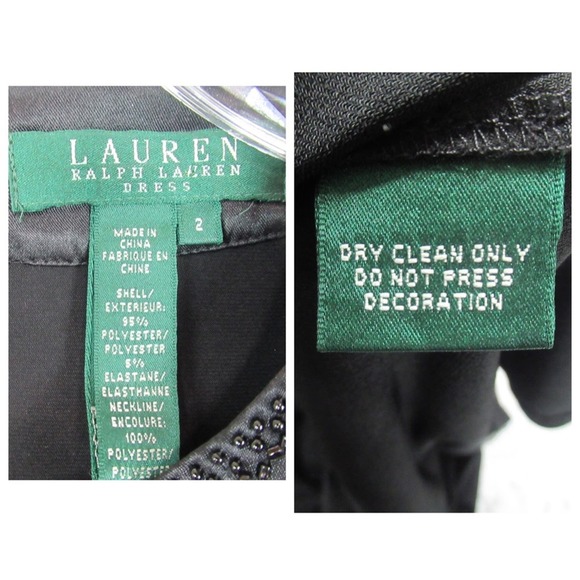 LAUREN
RALPH LAUREN
DRESS
2
MADE IN
CHINA
FABRIQUE EN
CHINE
SHELL/
EXTERIEUR:
95%
POLYESTER/
POLYESTER
5%
ELASTANE/
ELASTHANNE
NECKLINE/
ENCOLURE:
100%
POLYESTER/
POLYESTER
DRY CLEAN ONLY
DO NOT PRESS
DECORATION